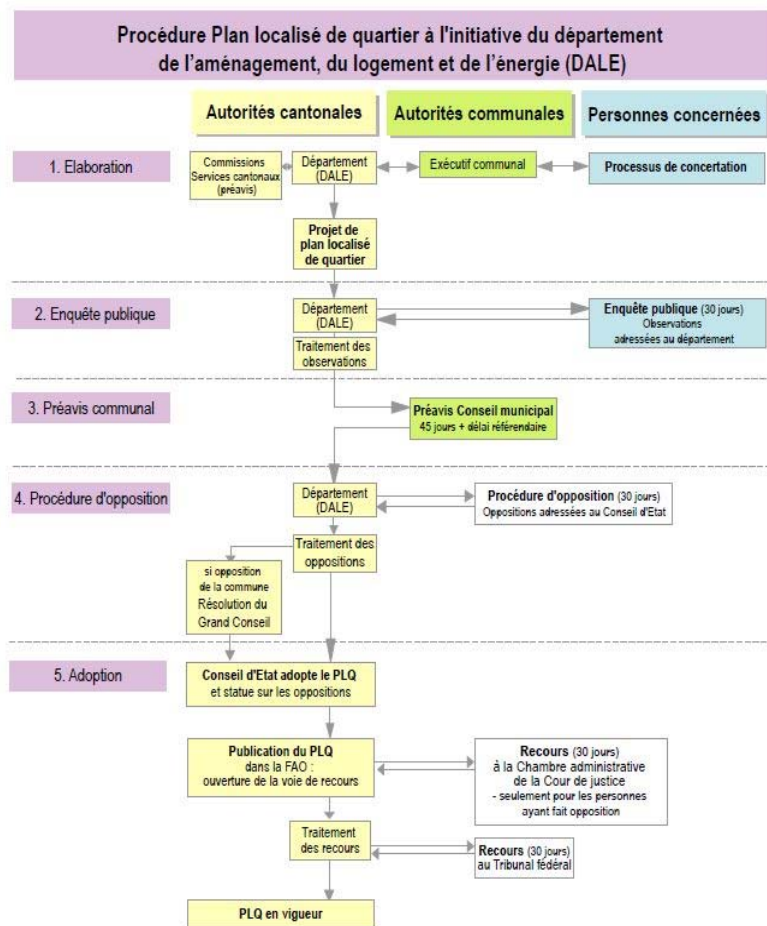 Procédure Plan localisé de quartier à l'initiative du département
de l'aménagement, du logement et de l'énergie (DALE)
Autorités cantonales
Autorités communales
Personnes concernées
1. Elaboration
Commissions
Services cantonaux
(préavis)
Département
(DALE)
Exécutif communal
Processus de concertation
Projet de
plan localisé
de quartier
2. Enquête publique
Département
(DALE)
Traitement des
observations
Enquête publique (30 jours)
Observations
adressées au département
3. Préavis communal
Préavis Conseil municipal
45 jours + délai référendaire
4. Procédure d'opposition
Département
(DALE)
Procédure d'opposition (30 jours)
Oppositions adressées au Conseil d'Etat
Traitement des
oppositions
si opposition
de la commune
Résolution du
Grand Conseil
5. Adoption
Conseil d'Etat adopte le PLQ
et statue sur les oppositions
Publication du PLQ
dans la FAO :
ouverture de la voie de recours
Recours (30 jours)
à la Chambre administrative
de la Cour de justice
- seulement pour les personnes
ayant fait opposition
Traitement
des recours
Recours (30 jours)
au Tribunal fédéral
PLQ en vigueur